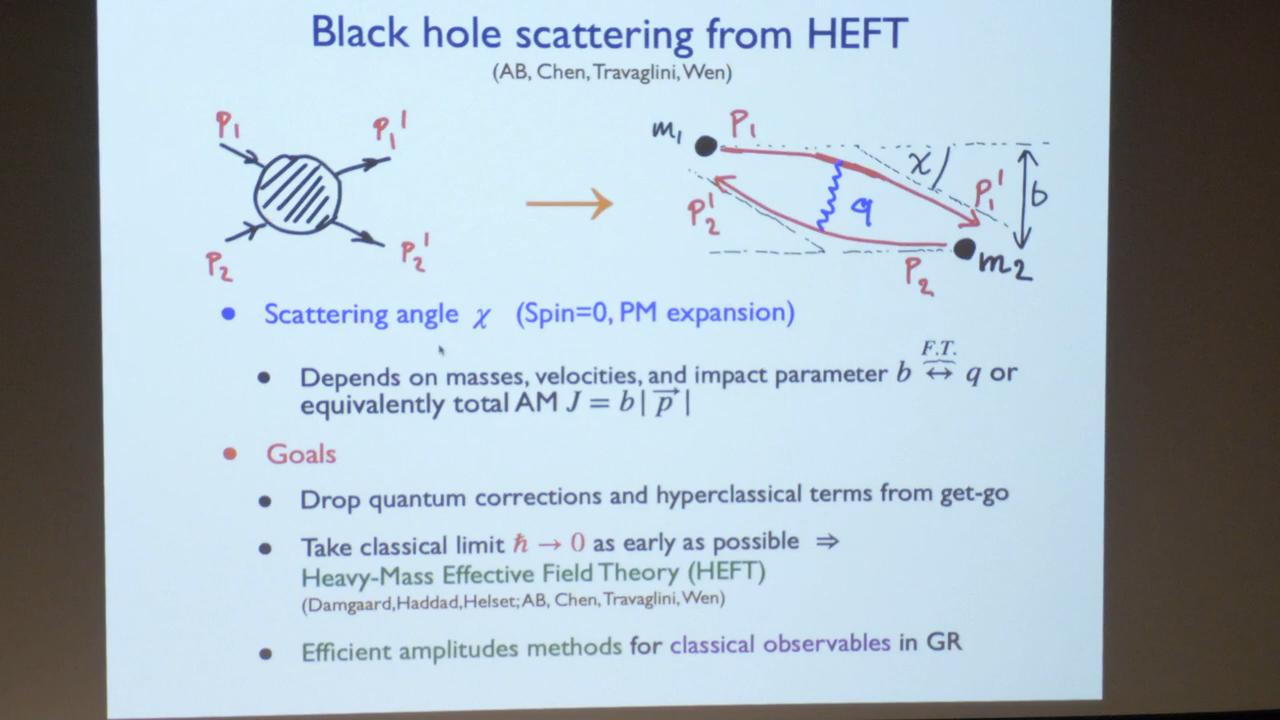 Black hole scattering from HEFT
(AB, Chen, Travaglini, Wen)
P₁ P₁' P₂ P₂'
m₁ P₁ χ P₁' b P₂' q P₂ m₂
• Scattering angle χ (Spin=0, PM expansion)
• Depends on masses, velocities, and impact parameter b F.T. ↔ q or
equivalently total AM J = b| p⃗ |
• Goals
• Drop quantum corrections and hyperclassical terms from get-go
• Take classical limit ℏ → 0 as early as possible ⇒
Heavy-Mass Effective Field Theory (HEFT)
(Damgaard,Haddad,Helset; AB, Chen, Travaglini, Wen)
• Efficient amplitudes methods for classical observables in GR